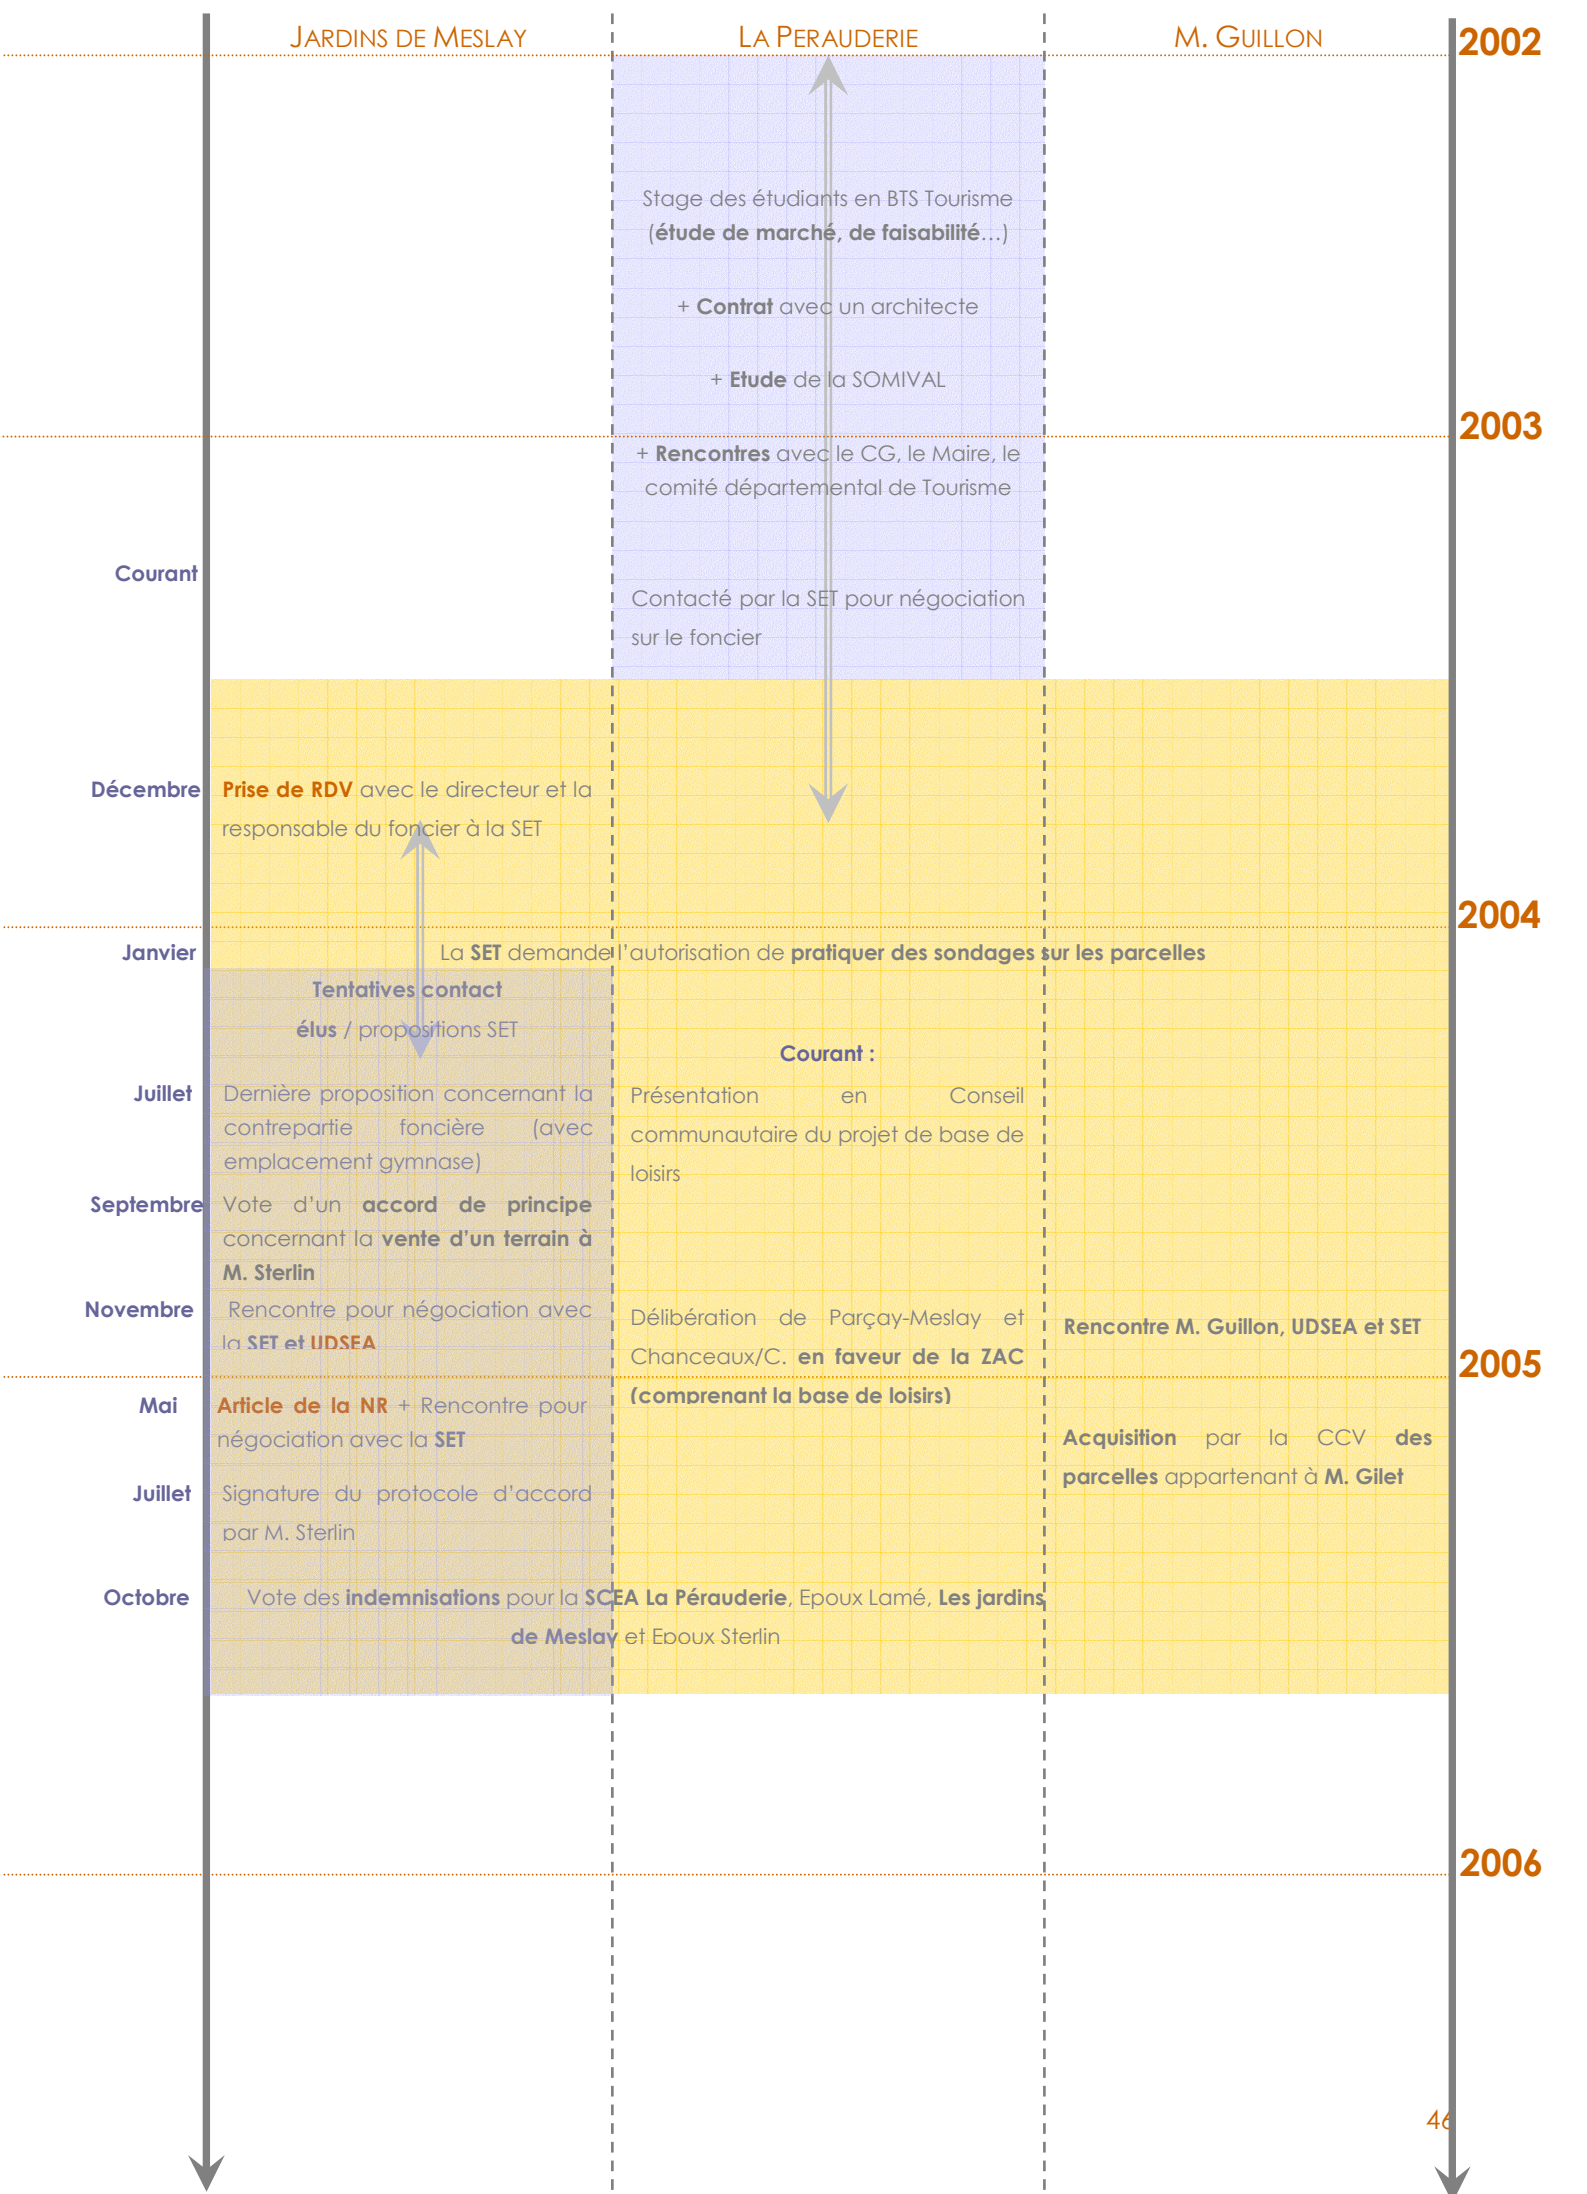 JARDINS DE MESLAY
LA PERAUDERIE
M. GUILLON
2002
Stage des étudiants en BTS Tourisme
(étude de marché, de faisabilité…)
+ Contrat avec un architecte
+ Etude de la SOMIVAL
2003
+ Rencontres avec le CG, le Maire, le
comité départemental de Tourisme
Courant
Contacté par la SET pour négociation
sur le foncier
Décembre
Prise de RDV avec le directeur et la
responsable du foncier à la SET
2004
Janvier
La SET demande l’autorisation de pratiquer des sondages sur les parcelles
Tentatives contact
élus / propositions SET
Courant :
Juillet
Dernière proposition concernant la
contrepartie foncière (avec
emplacement gymnase)
Présentation en Conseil
communautaire du projet de base de
loisirs
Septembre
Vote d’un accord de principe
concernant la vente d’un terrain à
M. Sterlin
Novembre
Rencontre pour négociation avec
la SET et UDSEA
Délibération de Parçay-Meslay et
Chanceaux/C. en faveur de la ZAC
(comprenant la base de loisirs)
Rencontre M. Guillon, UDSEA et SET
2005
Mai
Article de la NR + Rencontre pour
négociation avec la SET
Acquisition par la CCV des
parcelles appartenant à M. Gilet
Juillet
Signature du protocole d’accord
par M. Sterlin
Octobre
Vote des indemnisations pour la SCEA La Pérauderie, Epoux Lamé, Les jardins
de Meslay et Epoux Sterlin
2006
46